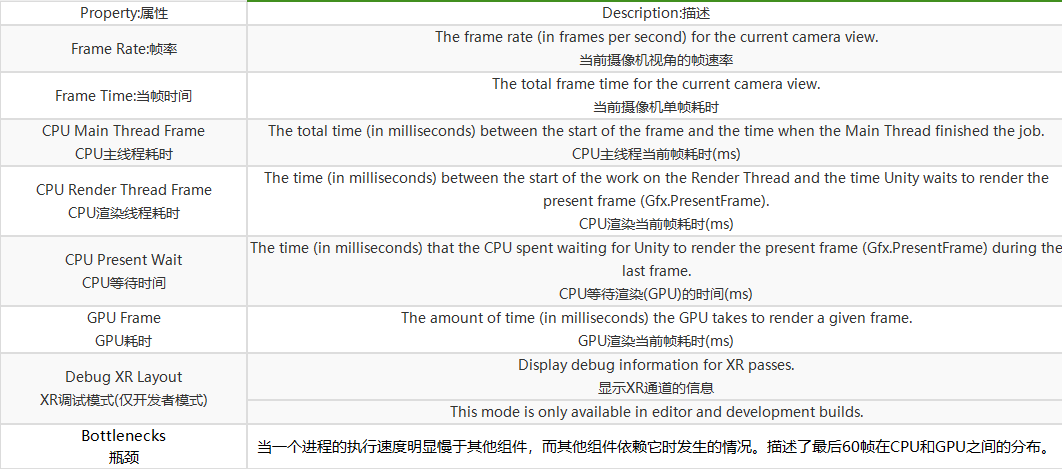 Property:属性
Description:描述
Frame Rate:帧率
The frame rate (in frames per second) for the current camera view.
当前摄像机视角的帧速率
Frame Time:当帧时间
The total frame time for the current camera view.
当前摄像机单帧耗时
CPU Main Thread Frame
CPU主线程耗时
The total time (in milliseconds) between the start of the frame and the time when the Main Thread finished the job.
CPU主线程当前帧耗时(ms)
CPU Render Thread Frame
CPU渲染线程耗时
The time (in milliseconds) between the start of the work on the Render Thread and the time Unity waits to render the
present frame (Gfx.PresentFrame).
CPU渲染当前帧耗时(ms)
CPU Present Wait
CPU等待时间
The time (in milliseconds) that the CPU spent waiting for Unity to render the present frame (Gfx.PresentFrame) during the
last frame.
CPU等待渲染(GPU)的时间(ms)
GPU Frame
GPU耗时
The amount of time (in milliseconds) the GPU takes to render a given frame.
GPU渲染当前帧耗时(ms)
Debug XR Layout
XR调试模式(仅开发者模式)
Display debug information for XR passes.
显示XR通道的信息
This mode is only available in editor and development builds.
Bottlenecks
瓶颈
当一个进程的执行速度明显慢于其他组件，而其他组件依赖它时发生的情况。描述了最后60帧在CPU和GPU之间的分布。